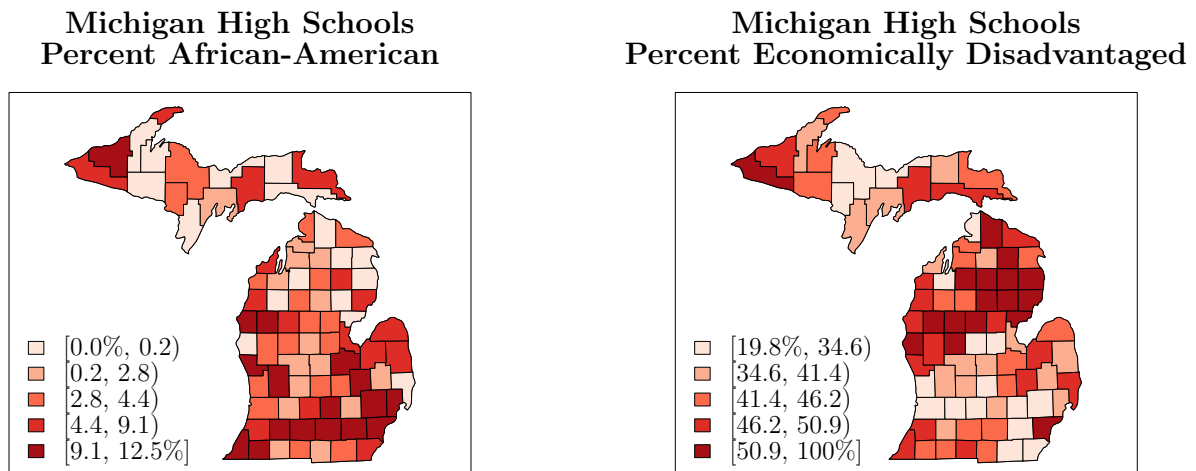 Michigan High Schools
Percent African-American
[0.0%, 0.2)
[0.2, 2.8)
[2.8, 4.4)
[4.4, 9.1)
[9.1, 12.5%]
Michigan High Schools
Percent Economically Disadvantaged
[19.8%, 34.6)
[34.6, 41.4)
[41.4, 46.2)
[46.2, 50.9)
[50.9, 100%]